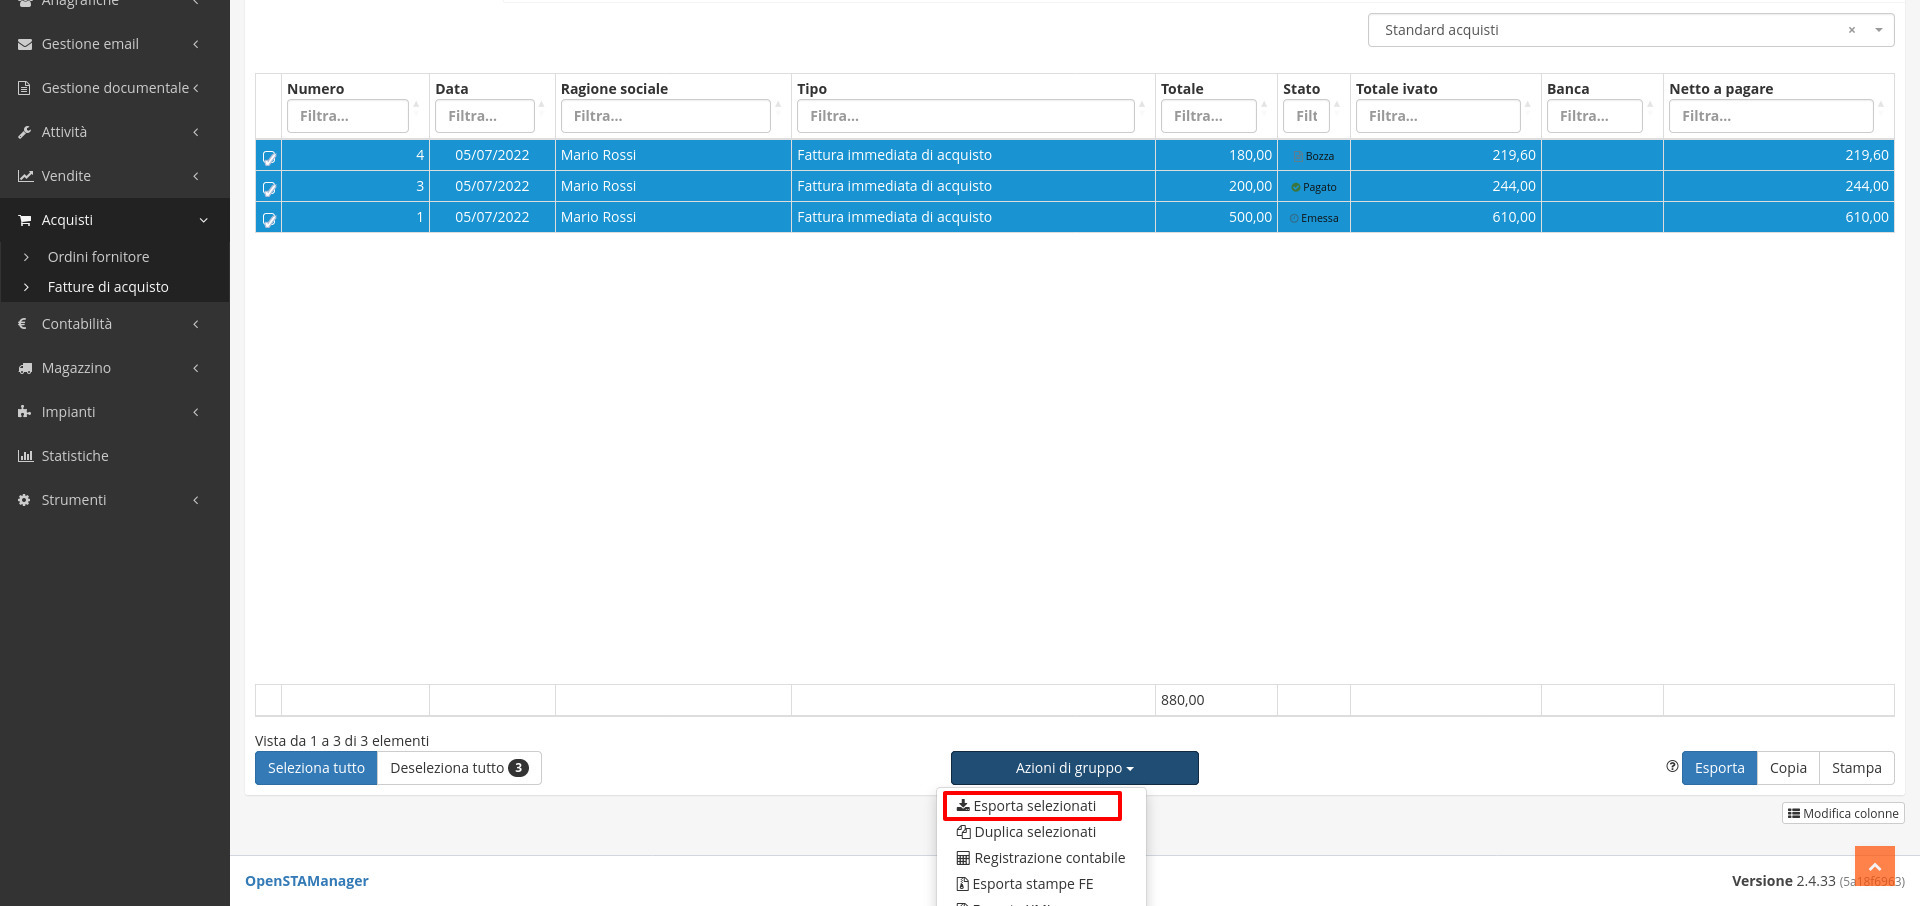 Anagrafiche
Gestione email
Gestione documentale
Attività
Vendite
Acquisti
Ordini fornitore
Fatture di acquisto
Contabilità
Magazzino
Impianti
Statistiche
Strumenti
Standard acquisti × 
Numero Data Ragione sociale Tipo Totale Stato Totale ivato Banca Netto a pagare
Filtra... Filtra... Filtra... Filtra... Filtra... Filt Filtra... Filtra... Filtra...
4 05/07/2022 Mario Rossi Fattura immediata di acquisto 180,00 Bozza 219,60 219,60
3 05/07/2022 Mario Rossi Fattura immediata di acquisto 200,00 Pagato 244,00 244,00
1 05/07/2022 Mario Rossi Fattura immediata di acquisto 500,00 Emessa 610,00 610,00
880,00
Vista da 1 a 3 di 3 elementi
Seleziona tutto Deseleziona tutto 3 Azioni di gruppo Esporta Copia Stampa
Esporta selezionati
Duplica selezionati
Registrazione contabile
Esporta stampe FE
Modifica colonne
OpenSTAManager
Versione 2.4.33 (5a18f6963)